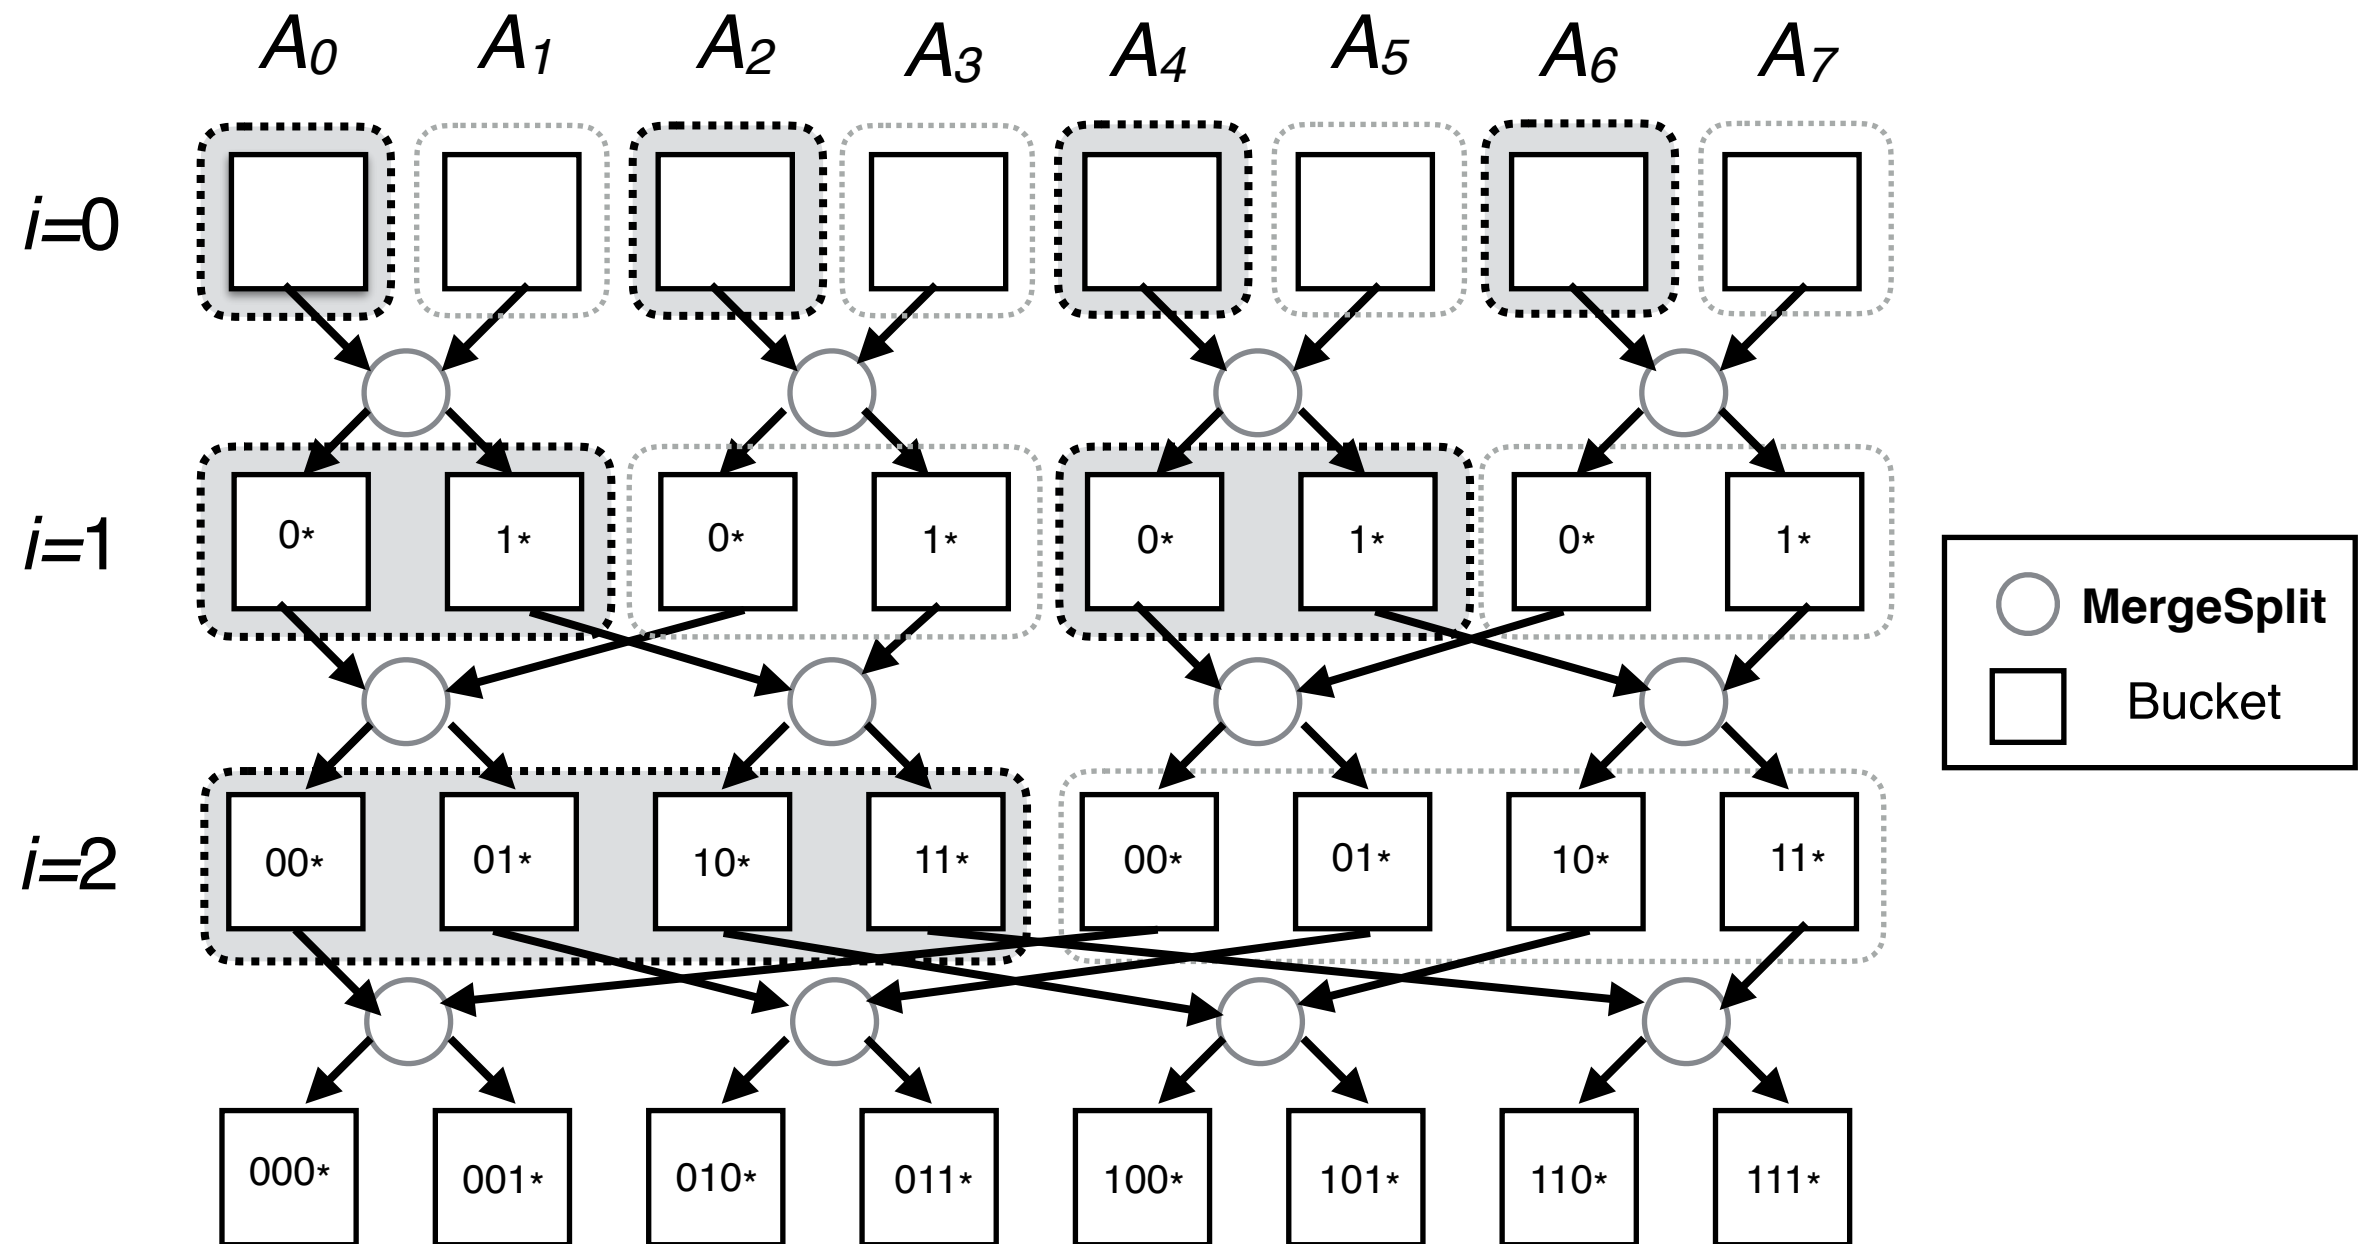 A0 A1 A2 A3 A4 A5 A6 A7
i=0
i=1 0* 1* 0* 1* 0* 1* 0* 1*
MergeSplit
Bucket
i=2 00* 01* 10* 11* 00* 01* 10* 11*
000* 001* 010* 011* 100* 101* 110* 111*